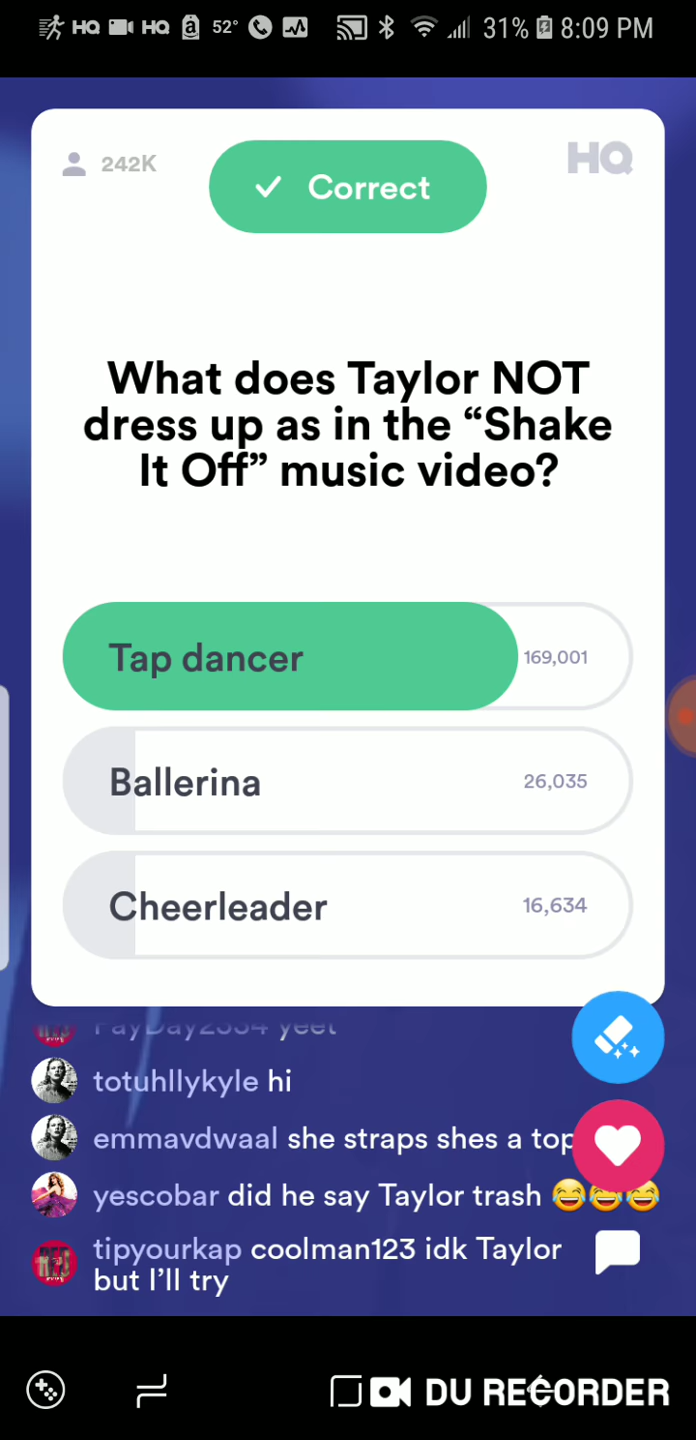 HQ HQ a 52° 31% 8:09 PM
242K
Correct
HQ
What does Taylor NOT
dress up as in the “Shake
It Off” music video?
Tap dancer 169,001
Ballerina 26,035
Cheerleader 16,634
PayDay2334 yeet
totuhllykyle hi
emmavdwaal she straps shes a top
yescobar did he say Taylor trash 😂😂😂
tipyourkap coolman123 idk Taylor
but I’ll try
DU RECORDER